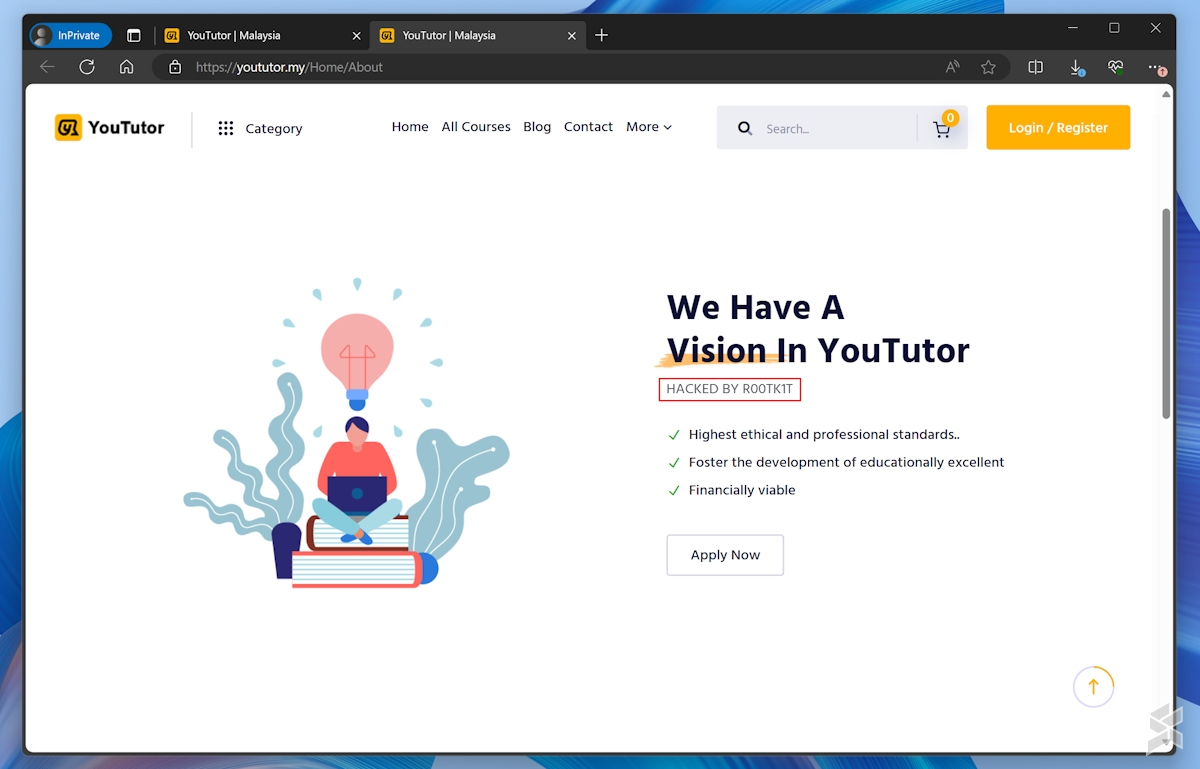 InPrivate
YouTutor | Malaysia
YouTutor | Malaysia
https://yoututor.my/Home/About
YouTutor
Category
Home
All Courses
Blog
Contact
More
Search...
0
Login / Register
We Have A
Vision In YouTutor
HACKED BY R00TK1T
Highest ethical and professional standards..
Foster the development of educationally excellent
Financially viable
Apply Now